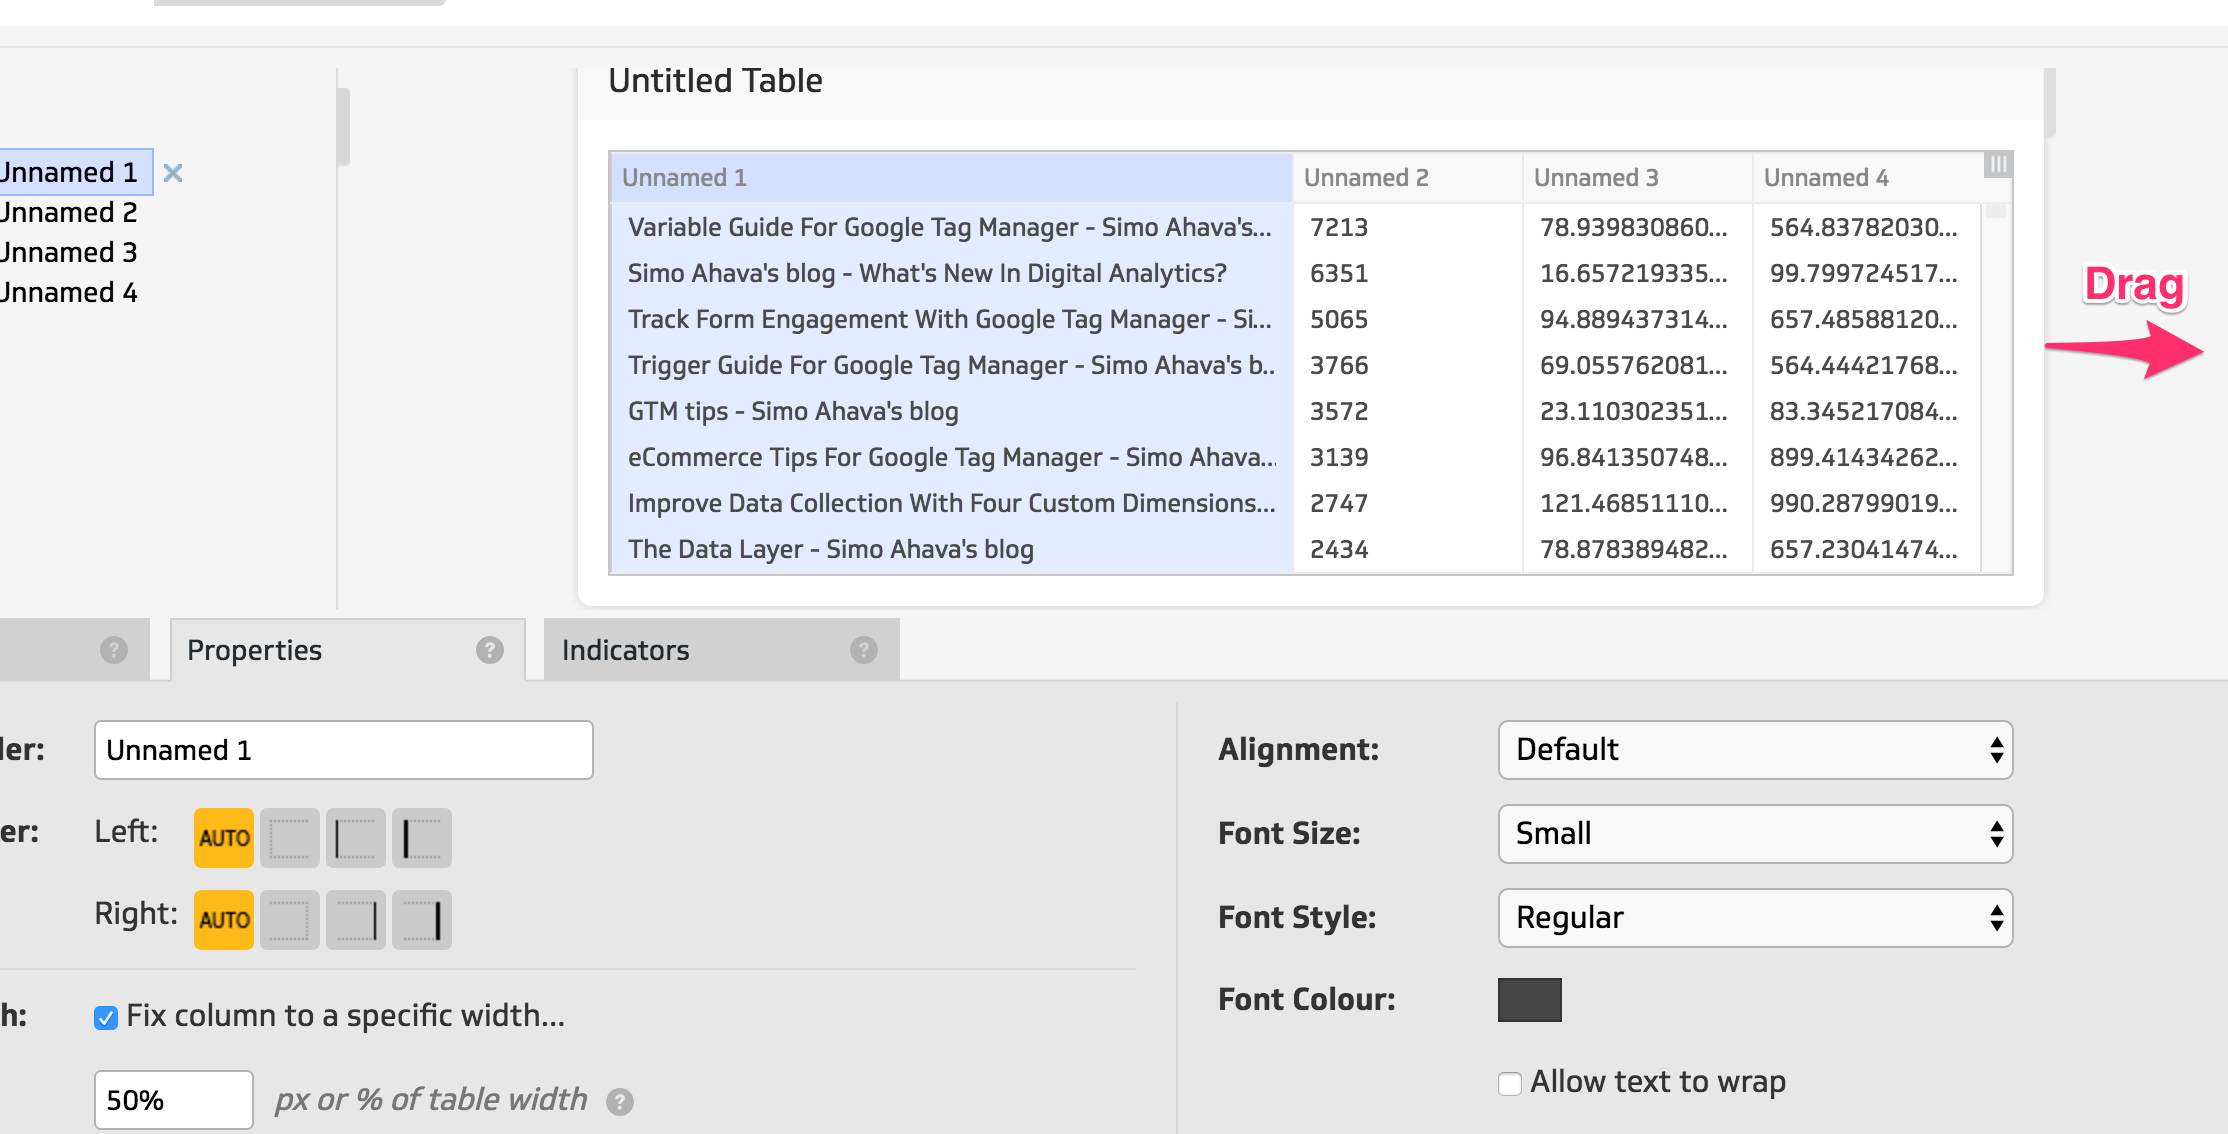 Untitled Table
Unnamed 1
Unnamed 2
Unnamed 3
Unnamed 4
Unnamed 1 Unnamed 2 Unnamed 3 Unnamed 4
Variable Guide For Google Tag Manager - Simo Ahava's... 7213 78.939830860... 564.83782030...
Simo Ahava's blog - What's New In Digital Analytics? 6351 16.657219335... 99.799724517...
Track Form Engagement With Google Tag Manager - Si... 5065 94.889437314... 657.48588120...
Trigger Guide For Google Tag Manager - Simo Ahava's b.. 3766 69.055762081... 564.44421768...
GTM tips - Simo Ahava's blog 3572 23.110302351... 83.345217084...
eCommerce Tips For Google Tag Manager - Simo Ahava... 3139 96.841350748... 899.41434262...
Improve Data Collection With Four Custom Dimensions... 2747 121.46851110... 990.28799019...
The Data Layer - Simo Ahava's blog 2434 78.878389482... 657.23041474...
Drag
? Properties ? Indicators ?
der: Unnamed 1
er: Left: AUTO
Right: AUTO
h: Fix column to a specific width...
50% px or % of table width ?
Alignment: Default
Font Size: Small
Font Style: Regular
Font Colour:
Allow text to wrap